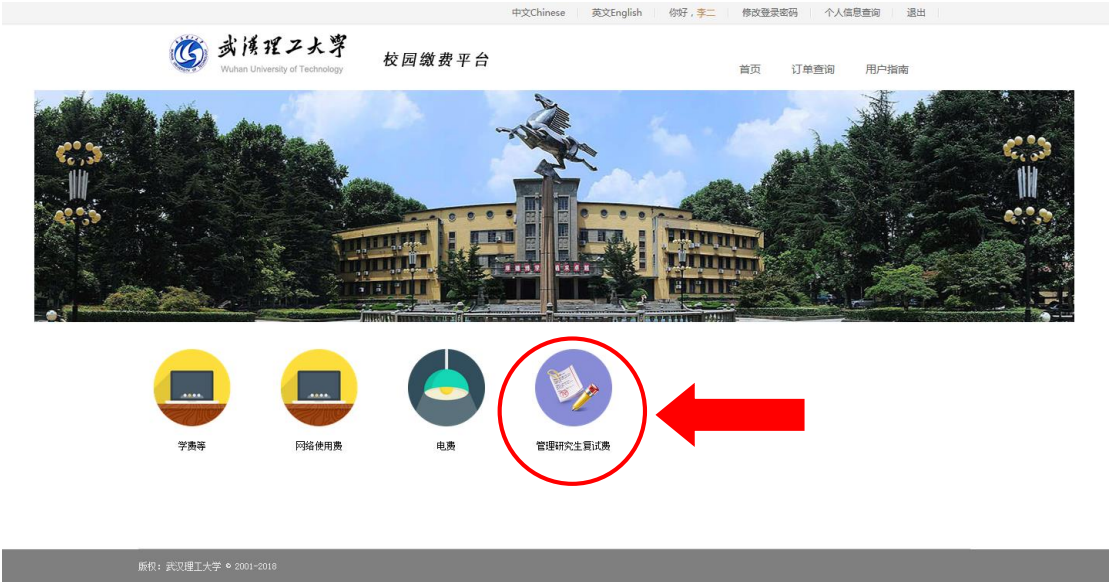 中文Chinese 英文English 你好，李二 修改登录密码 个人信息查询 退出
武汉理工大学
Wuhan University of Technology
校园缴费平台
首页 订单查询 用户指南
学费等 网络使用费 电费 管理研究生复试费
版权：武汉理工大学 © 2001-2018